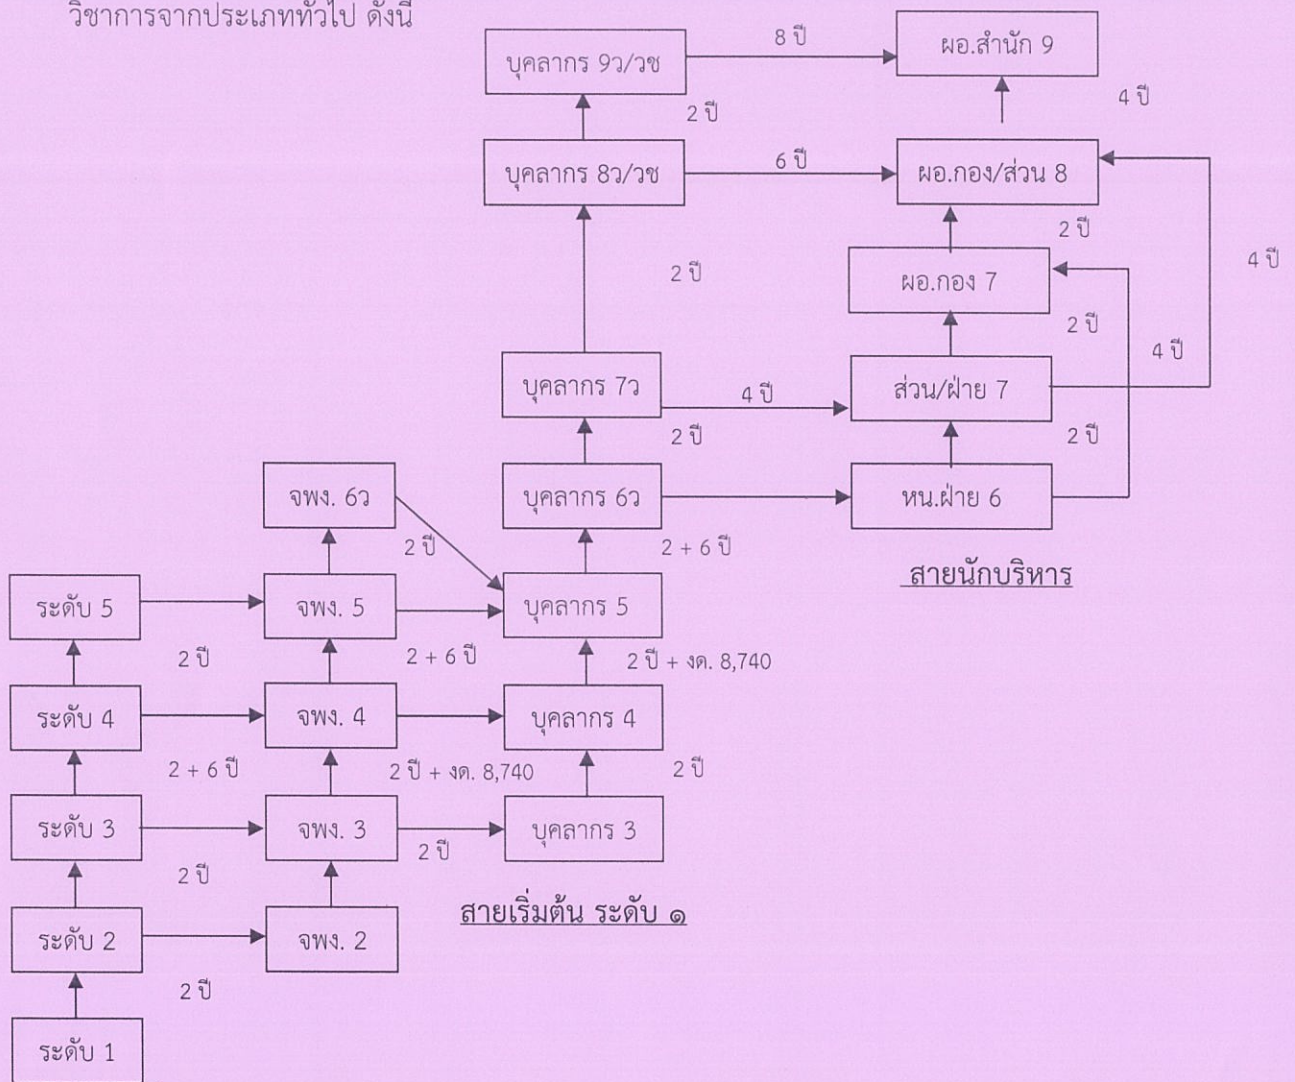 วิชาการจากประเภททั่วไป ดังนี้
บุคลากร 9ว/วช
8 ปี
ผอ.สำนัก 9
2 ปี
4 ปี
บุคลากร 8ว/วช
6 ปี
ผอ.กอง/ส่วน 8
2 ปี
2 ปี
4 ปี
ผอ.กอง 7
2 ปี
4 ปี
บุคลากร 7ว
4 ปี
ส่วน/ฝ่าย 7
2 ปี
2 ปี
จพง. 6ว
บุคลากร 6ว
หน.ฝ่าย 6
2 ปี
2 + 6 ปี
สายนักบริหาร
ระดับ 5
จพง. 5
บุคลากร 5
2 ปี
2 + 6 ปี
2 ปี + งด. 8,740
ระดับ 4
จพง. 4
บุคลากร 4
2 + 6 ปี
2 ปี + งด. 8,740
2 ปี
ระดับ 3
จพง. 3
บุคลากร 3
2 ปี
2 ปี
สายเริ่มต้น ระดับ ๑
ระดับ 2
จพง. 2
2 ปี
ระดับ 1